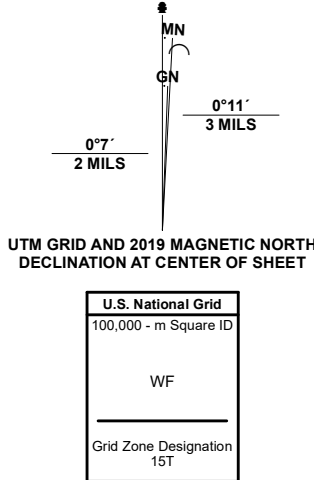 MN
GN
0°11´
3 MILS
0°7´
2 MILS
UTM GRID AND 2019 MAGNETIC NORTH
DECLINATION AT CENTER OF SHEET
U.S. National Grid
100,000 - m Square ID
WF
Grid Zone Designation
15T